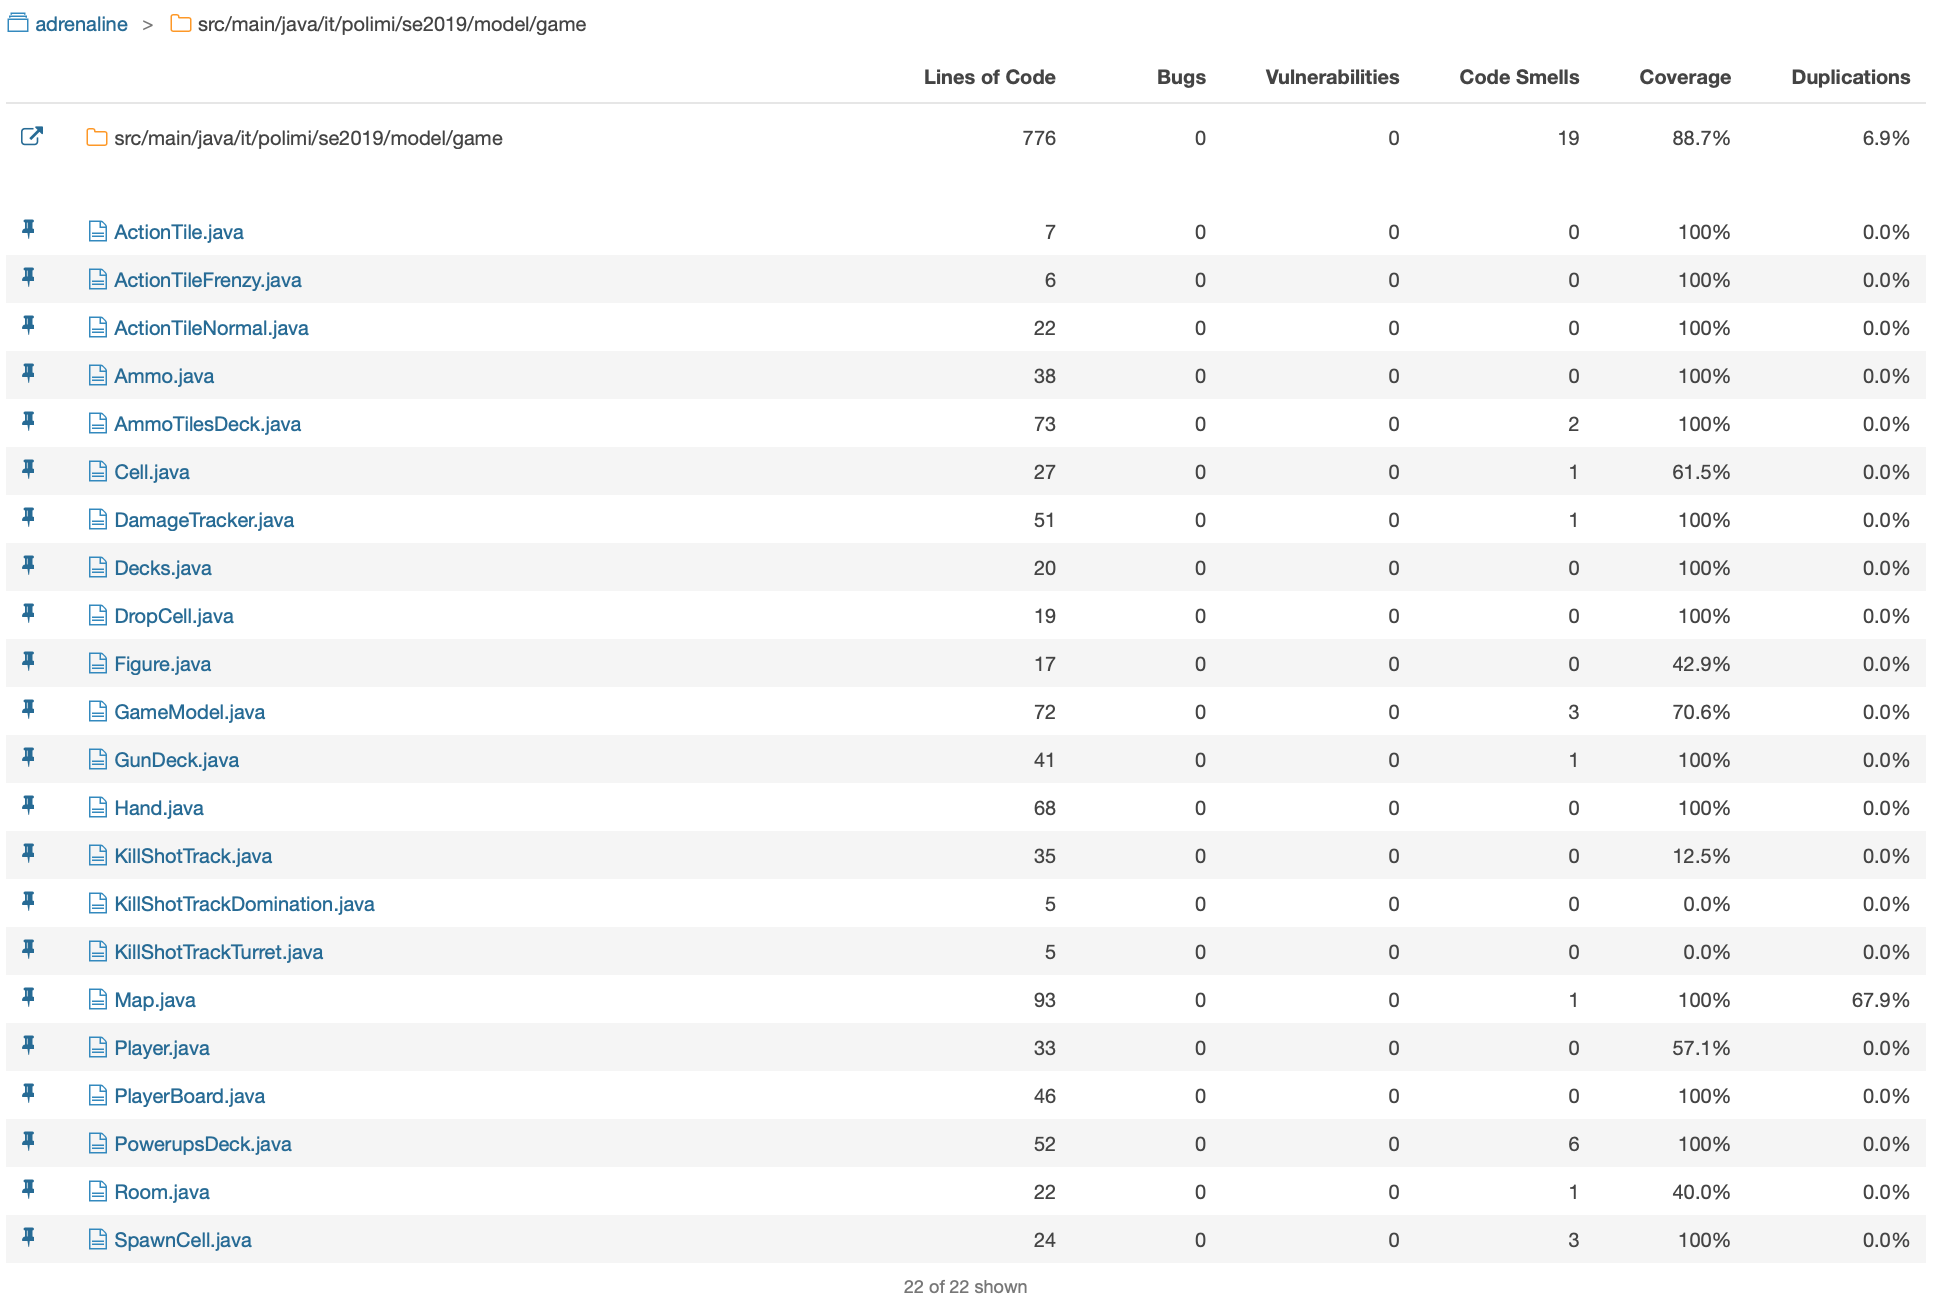 adrenaline > src/main/java/it/polimi/se2019/model/game
Lines of Code Bugs Vulnerabilities Code Smells Coverage Duplications
src/main/java/it/polimi/se2019/model/game 776 0 0 19 88.7% 6.9%
ActionTile.java 7 0 0 0 100% 0.0%
ActionTileFrenzy.java 6 0 0 0 100% 0.0%
ActionTileNormal.java 22 0 0 0 100% 0.0%
Ammo.java 38 0 0 0 100% 0.0%
AmmoTilesDeck.java 73 0 0 2 100% 0.0%
Cell.java 27 0 0 1 61.5% 0.0%
DamageTracker.java 51 0 0 1 100% 0.0%
Decks.java 20 0 0 0 100% 0.0%
DropCell.java 19 0 0 0 100% 0.0%
Figure.java 17 0 0 0 42.9% 0.0%
GameModel.java 72 0 0 3 70.6% 0.0%
GunDeck.java 41 0 0 1 100% 0.0%
Hand.java 68 0 0 0 100% 0.0%
KillShotTrack.java 35 0 0 0 12.5% 0.0%
KillShotTrackDomination.java 5 0 0 0 0.0% 0.0%
KillShotTrackTurret.java 5 0 0 0 0.0% 0.0%
Map.java 93 0 0 1 100% 67.9%
Player.java 33 0 0 0 57.1% 0.0%
PlayerBoard.java 46 0 0 0 100% 0.0%
PowerupsDeck.java 52 0 0 6 100% 0.0%
Room.java 22 0 0 1 40.0% 0.0%
SpawnCell.java 24 0 0 3 100% 0.0%
22 of 22 shown